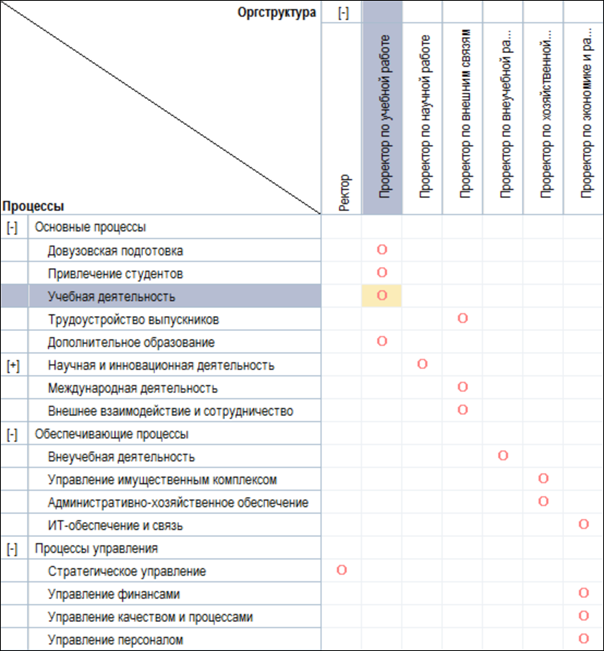 Оргструктура [-]
Ректор
Проректор по учебной работе
Проректор по научной работе
Проректор по внешним связям
Проректор по внеучебной ра...
Проректор по хозяйственной...
Проректор по экономике и ра...
Процессы
[-] Основные процессы
Довузовская подготовка O
Привлечение студентов O
Учебная деятельность O
Трудоустройство выпускников O
Дополнительное образование O
[+] Научная и инновационная деятельность O
Международная деятельность O
Внешнее взаимодействие и сотрудничество O
[-] Обеспечивающие процессы
Внеучебная деятельность O
Управление имущественным комплексом O
Административно-хозяйственное обеспечение O
ИТ-обеспечение и связь O
[-] Процессы управления
Стратегическое управление O
Управление финансами O
Управление качеством и процессами O
Управление персоналом O